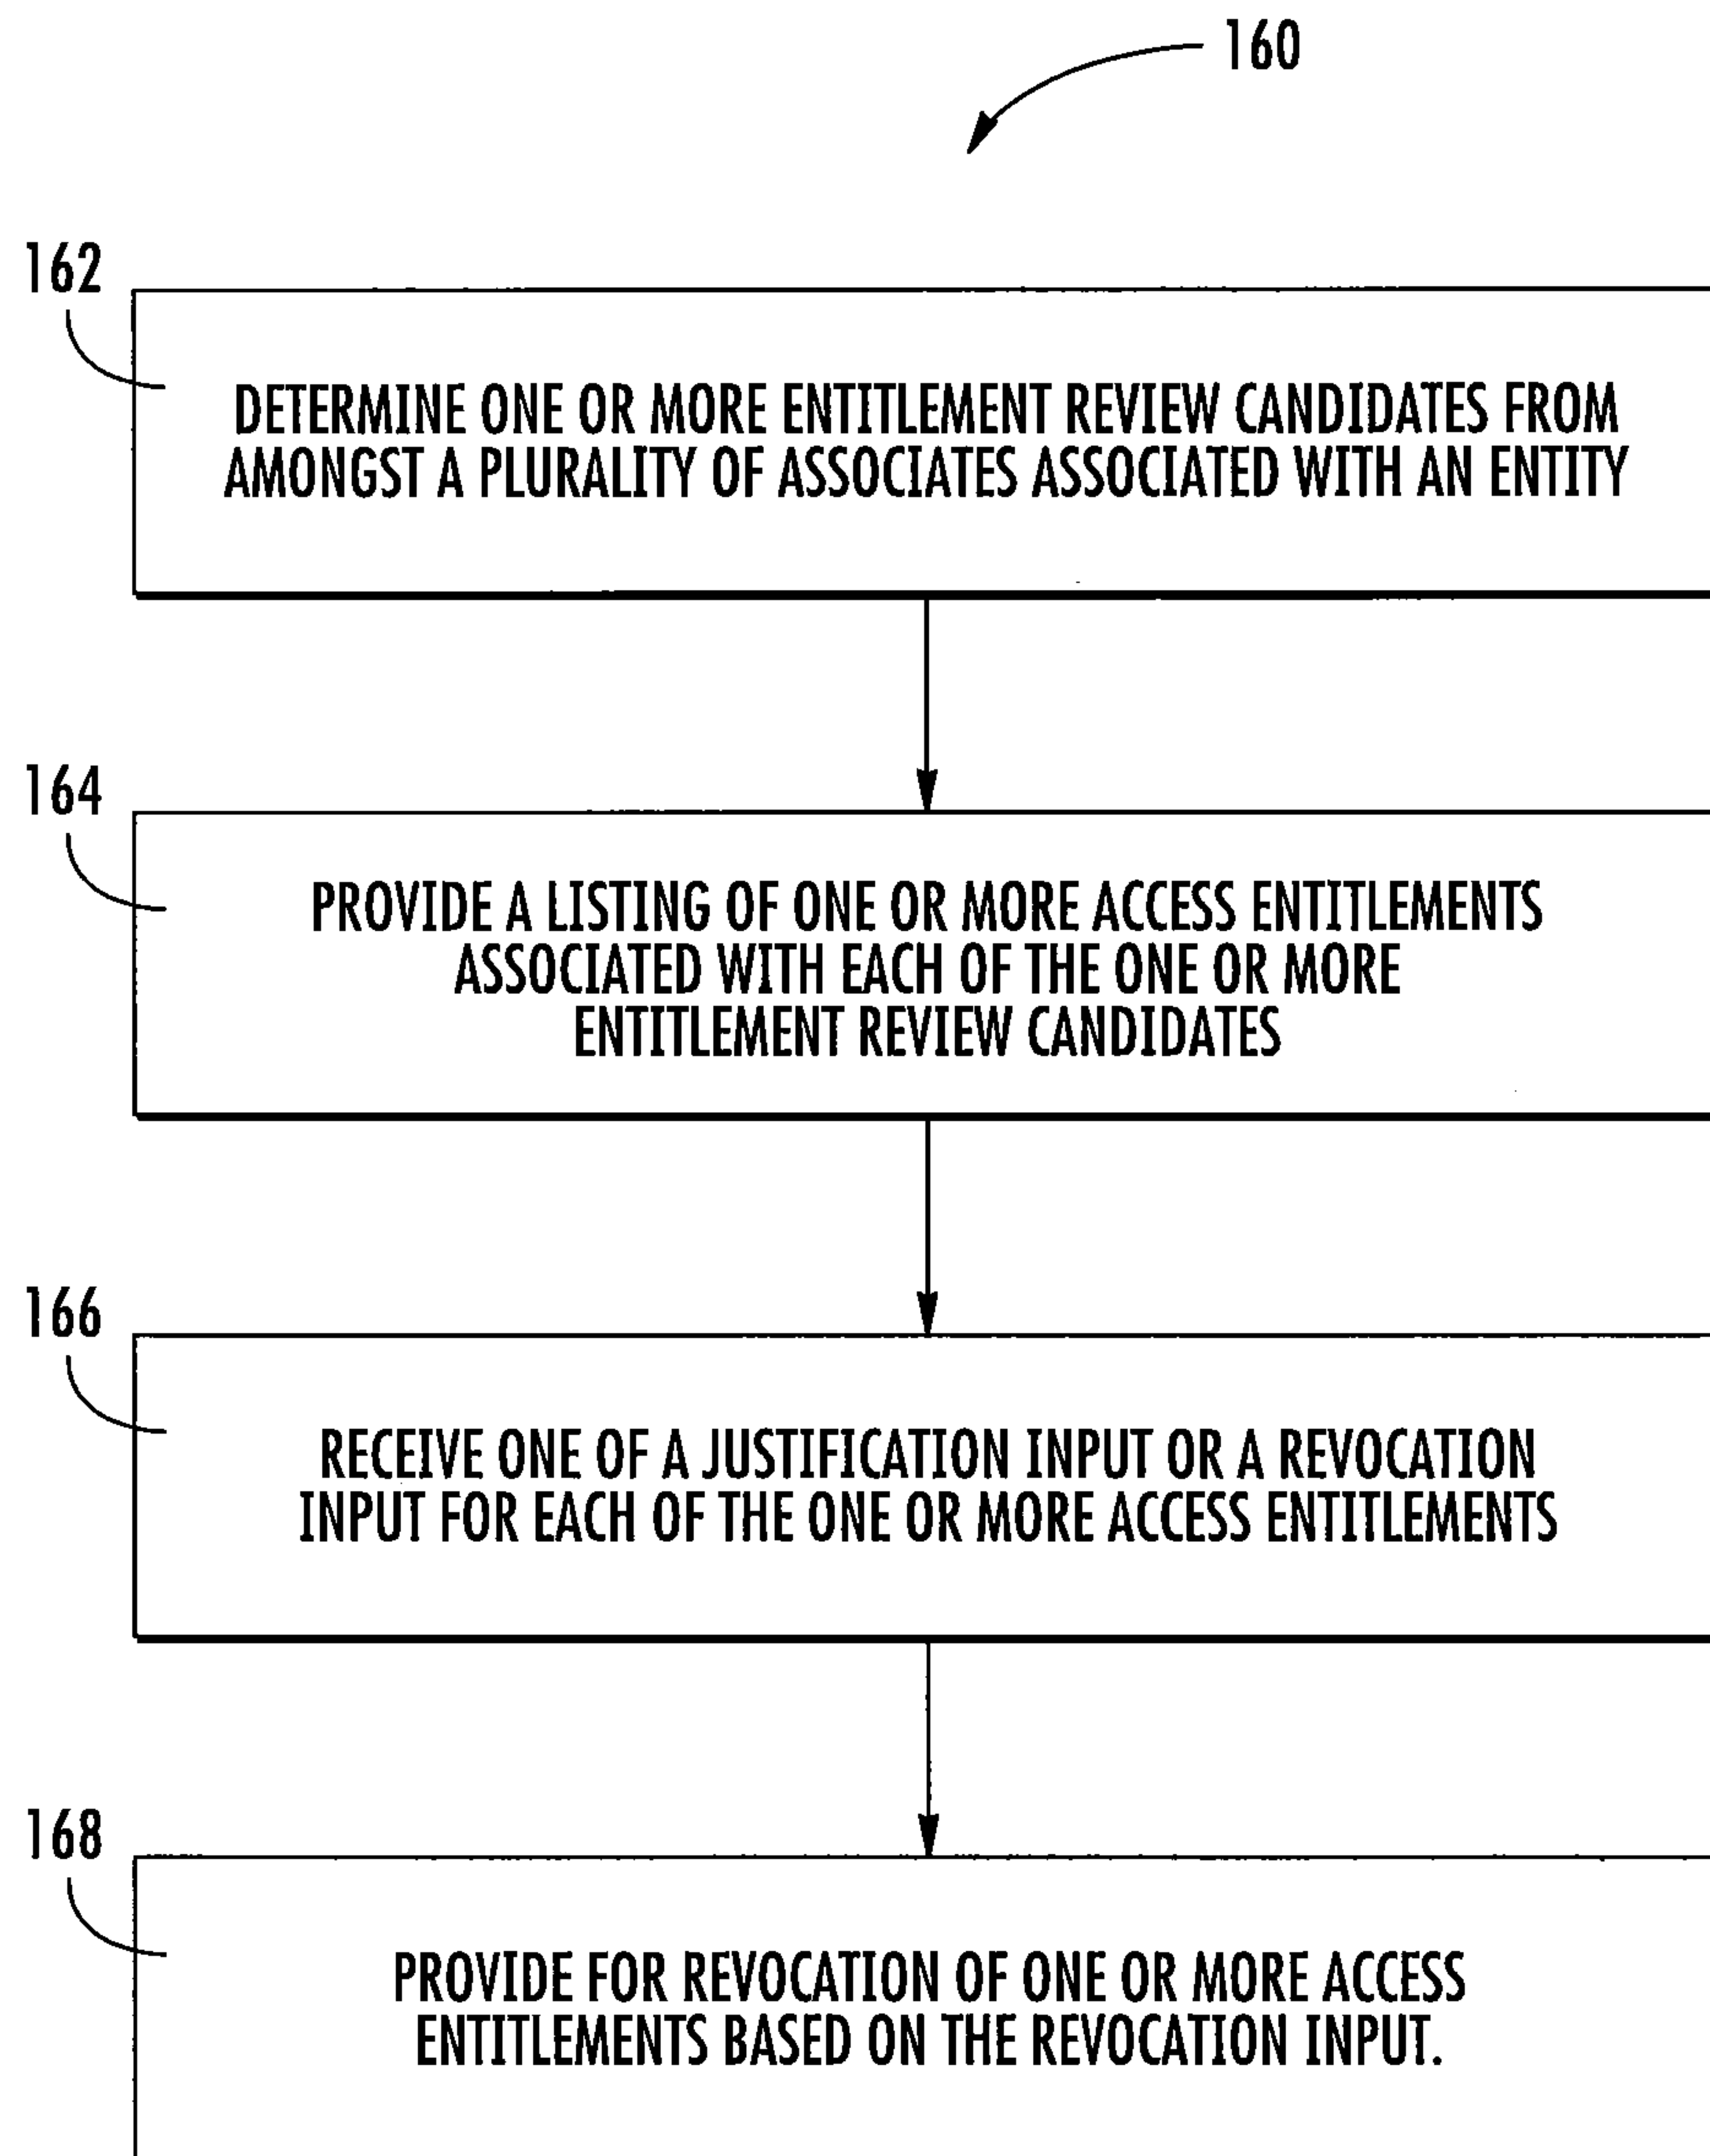 160
162
DETERMINE ONE OR MORE ENTITLEMENT REVIEW CANDIDATES FROM
AMONGST A PLURALITY OF ASSOCIATES ASSOCIATED WITH AN ENTITY
164
PROVIDE A LISTING OF ONE OR MORE ACCESS ENTITLEMENTS
ASSOCIATED WITH EACH OF THE ONE OR MORE
ENTITLEMENT REVIEW CANDIDATES
166
RECEIVE ONE OF A JUSTIFICATION INPUT OR A REVOCATION
INPUT FOR EACH OF THE ONE OR MORE ACCESS ENTITLEMENTS
168
PROVIDE FOR REVOCATION OF ONE OR MORE ACCESS
ENTITLEMENTS BASED ON THE REVOCATION INPUT.